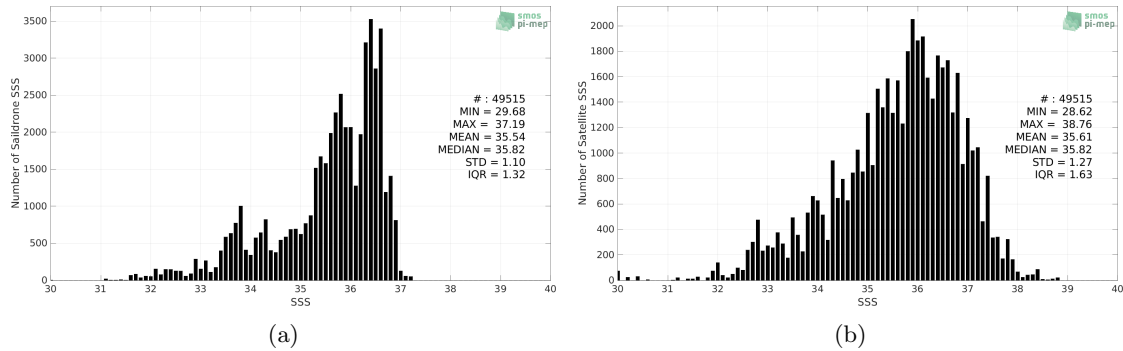 smos
pi-mep
Number of Saildrone SSS
3500
3000
2500
2000
1500
1000
500
0
# : 49515
MIN = 29.68
MAX = 37.19
MEAN = 35.54
MEDIAN = 35.82
STD = 1.10
IQR = 1.32
30 31 32 33 34 35 36 37 38 39 40
SSS
(a)
smos
pi-mep
Number of Satellite SSS
2000
1800
1600
1400
1200
1000
800
600
400
200
0
# : 49515
MIN = 28.62
MAX = 38.76
MEAN = 35.61
MEDIAN = 35.82
STD = 1.27
IQR = 1.63
30 31 32 33 34 35 36 37 38 39 40
SSS
(b)